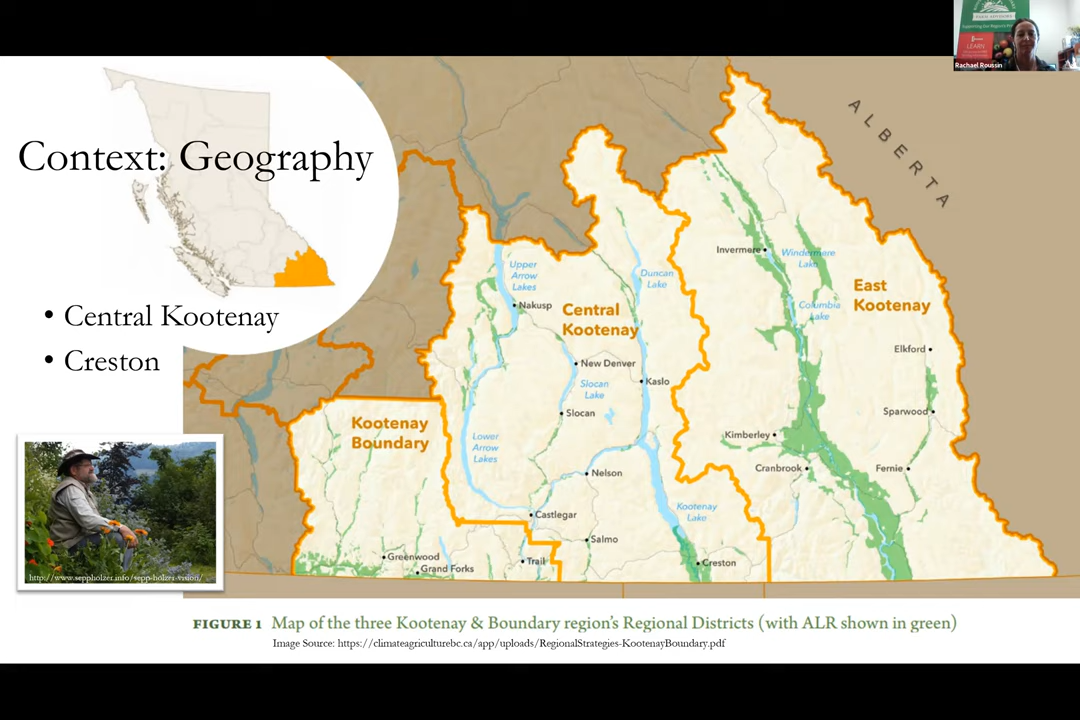 FARM ADVISORS
LEARN
Rachael Roussin
Context: Geography
• Central Kootenay
• Creston
http://www.seppholzer.info/sepp-holzer-vision/
ALBERTA
Invermere
Windermere
Lake
Columbia
Lake
East
Kootenay
Elkford
Sparwood
Fernie
Kimberley
Cranbrook
Upper
Arrow
Lakes
Nakusp
Central
Kootenay
Duncan
Lake
New Denver
Kaslo
Slocan
Lake
Slocan
Kootenay
Boundary
Lower
Arrow
Lakes
Nelson
Castlegar
Kootenay
Lake
Salmo
Greenwood
Grand Forks
Trail
Creston
FIGURE 1 Map of the three Kootenay & Boundary region's Regional Districts (with ALR shown in green)
Image Source: https://climateagriculturebc.ca/app/uploads/RegionalStrategies-KootenayBoundary.pdf